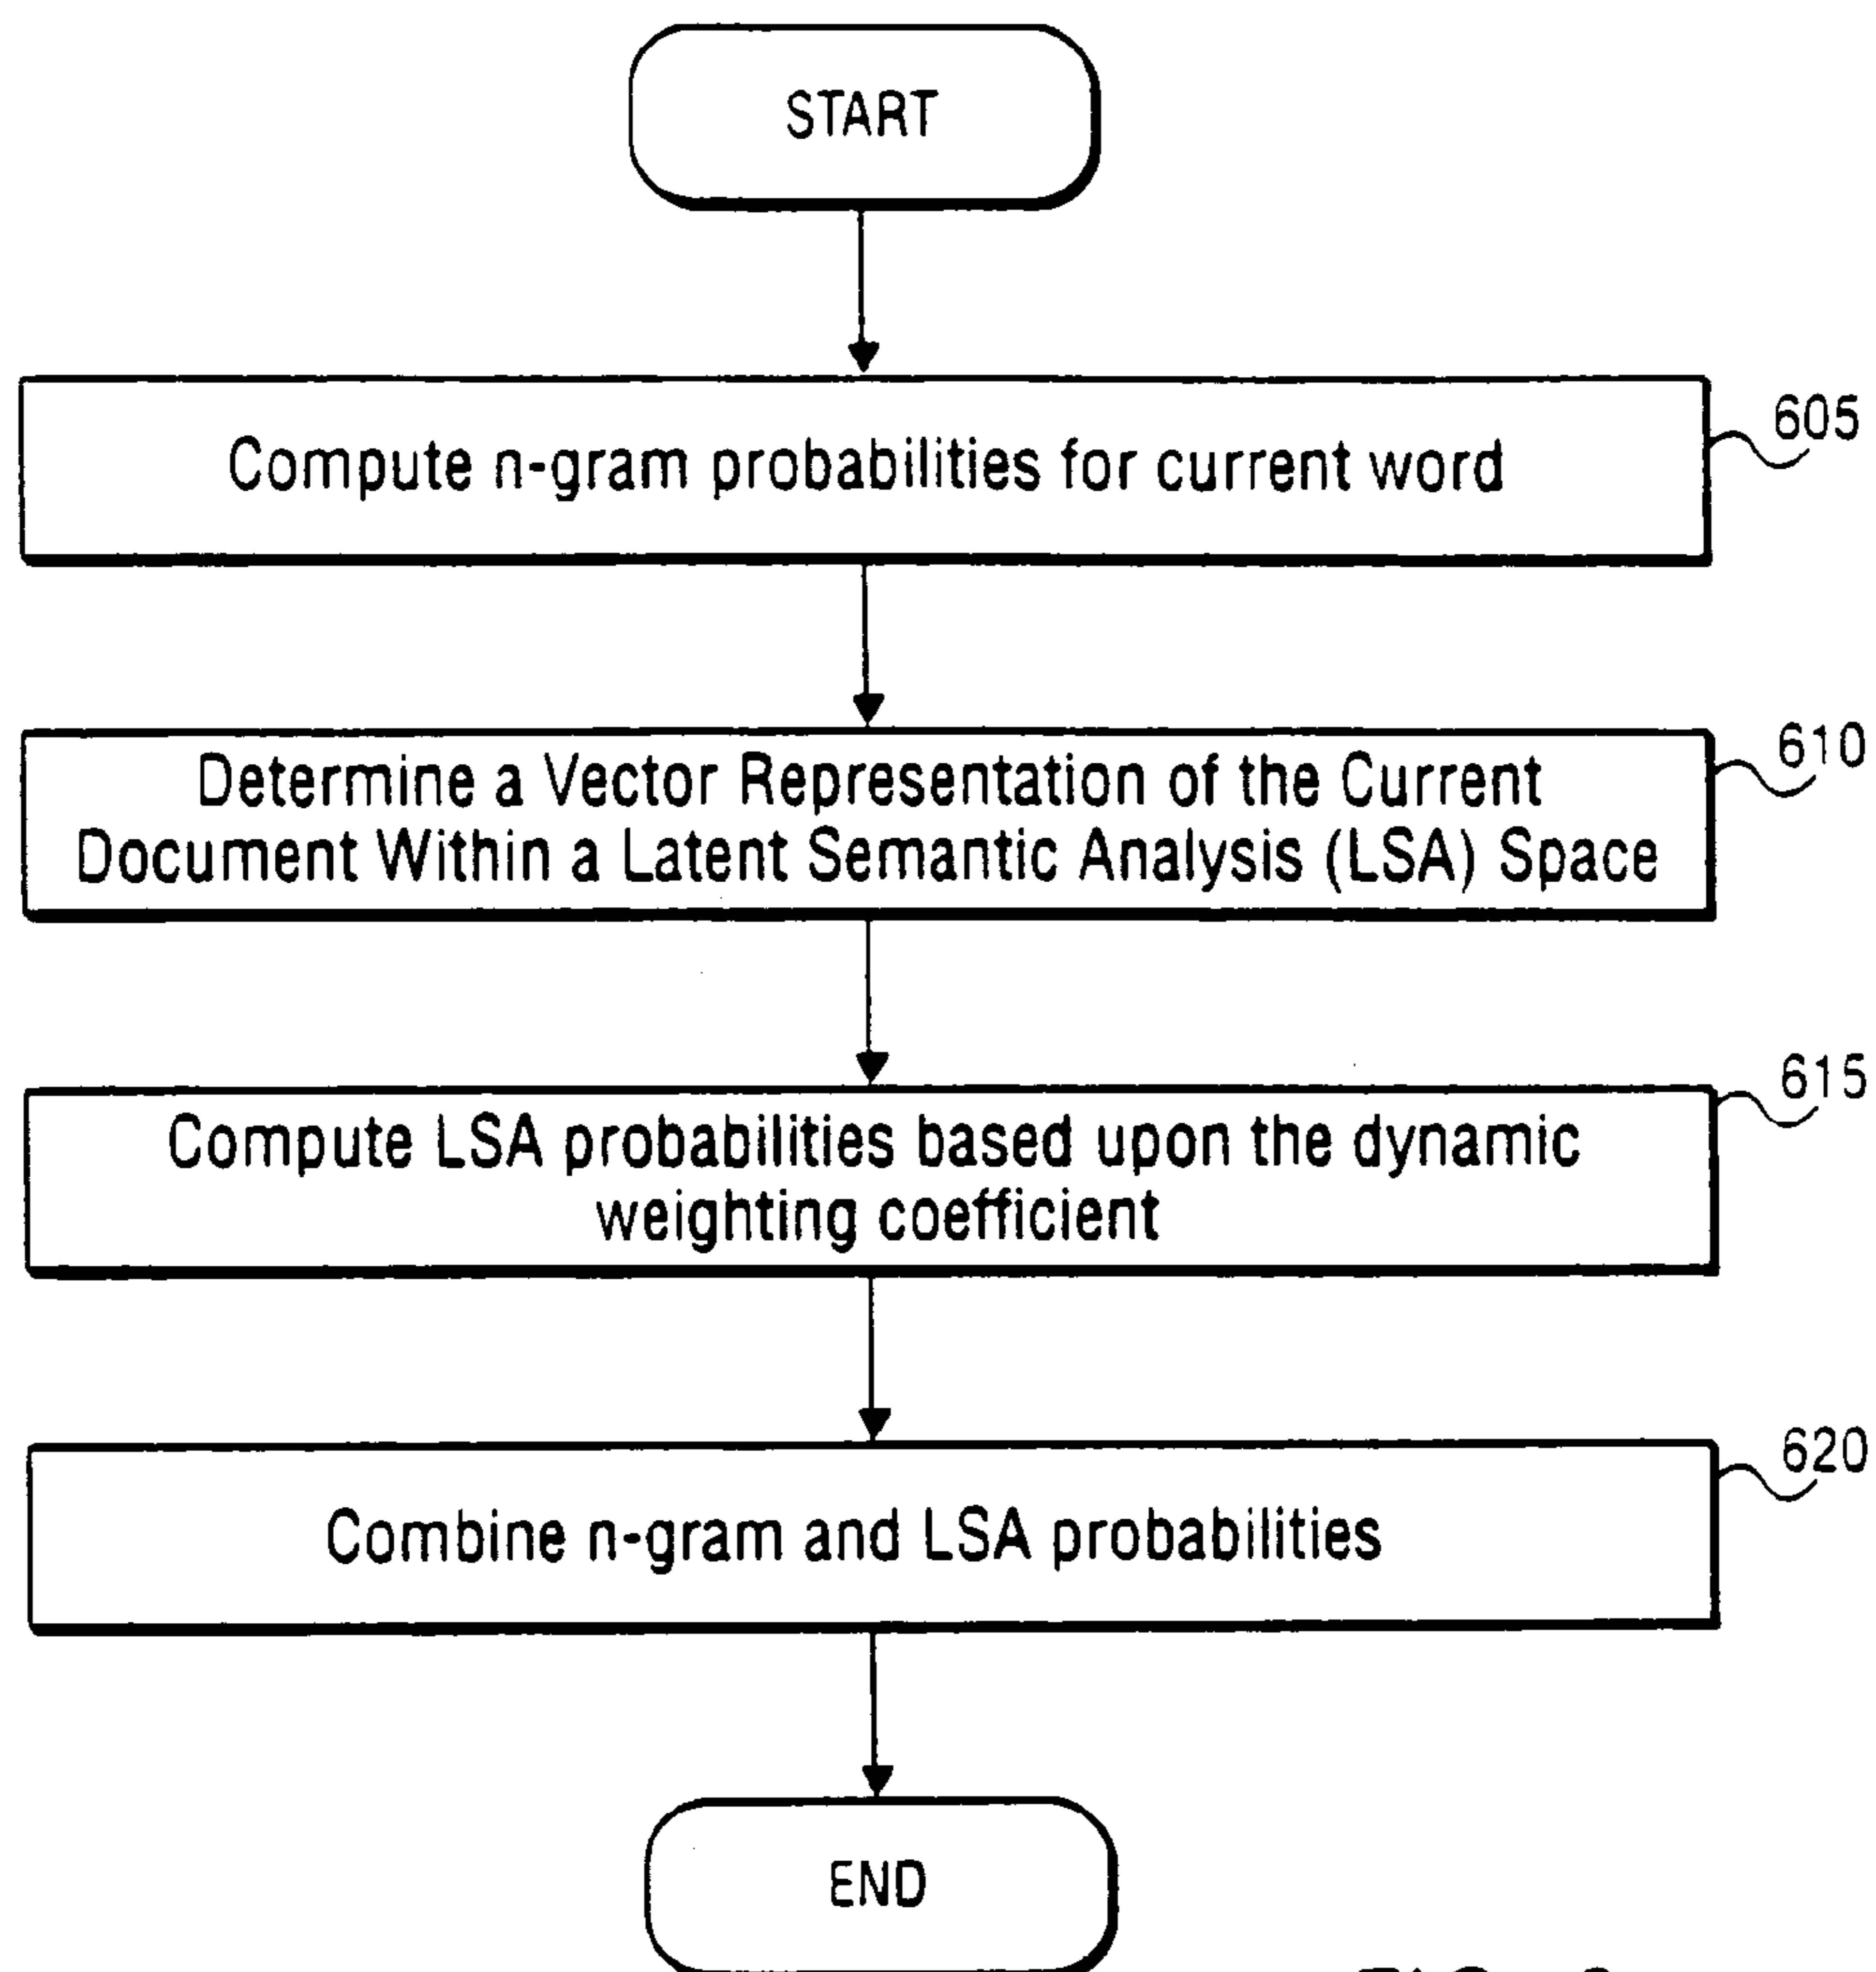 START
Compute n-gram probabilities for current word
605
Determine a Vector Representation of the Current
Document Within a Latent Semantic Analysis (LSA) Space
610
Compute LSA probabilities based upon the dynamic
weighting coefficient
615
Combine n-gram and LSA probabilities
620
END